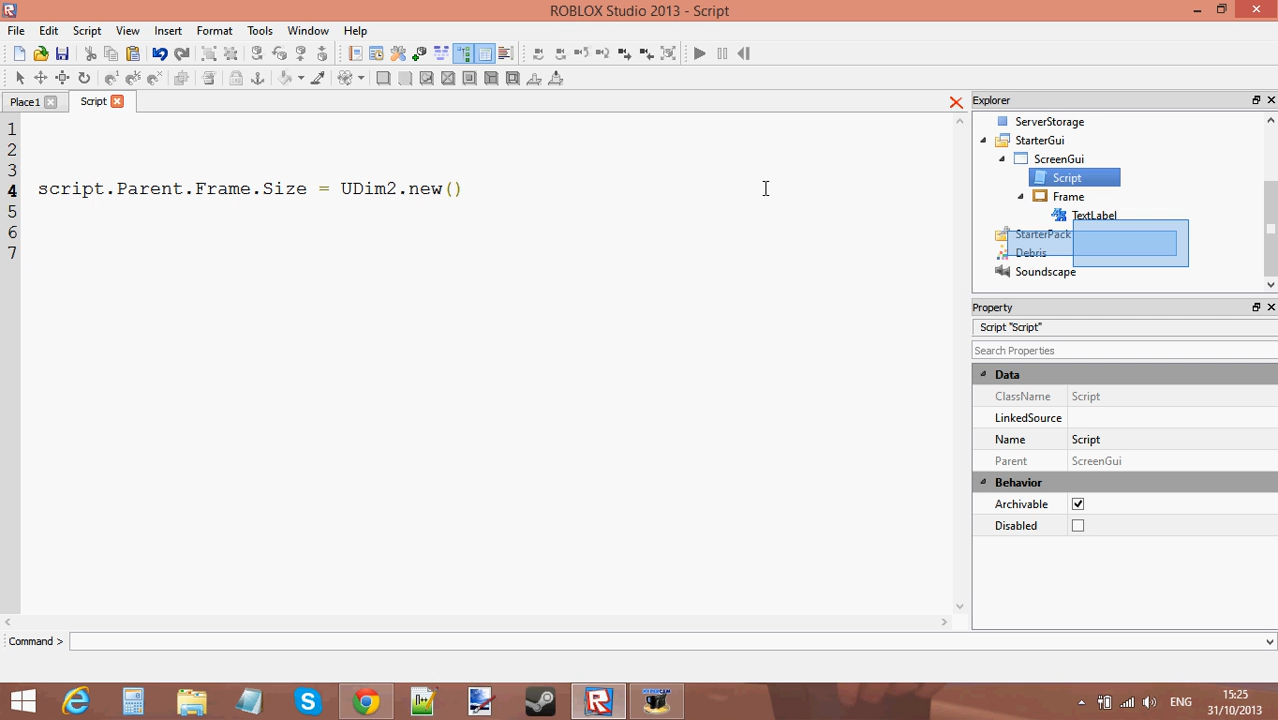 ROBLOX Studio 2013 - Script
File Edit Script View Insert Format Tools Window Help
Place1 Script
Explorer
1
2
3
4 script.Parent.Frame.Size = UDim2.new()
5
6
7
ServerStorage
StarterGui
ScreenGui
Script
Frame
TextLabel
StarterPack
Debris
Soundscape
Property
Script "Script"
Search Properties
Data
ClassName Script
LinkedSource
Name Script
Parent ScreenGui
Behavior
Archivable
Disabled
Command >
ENG
15:25
31/10/2013